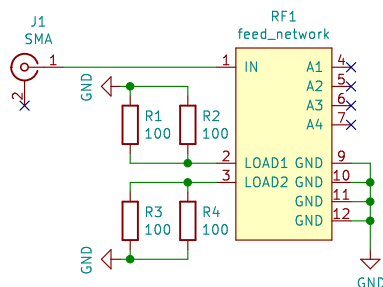 J1
SMA
1
2
RF1
feed_network
GND
R1
100
R2
100
1 IN
2 LOAD1
3 LOAD2
A1 4
A2 5
A3 6
A4 7
GND 9
GND 10
GND 11
GND 12
R3
100
R4
100
GND
GND